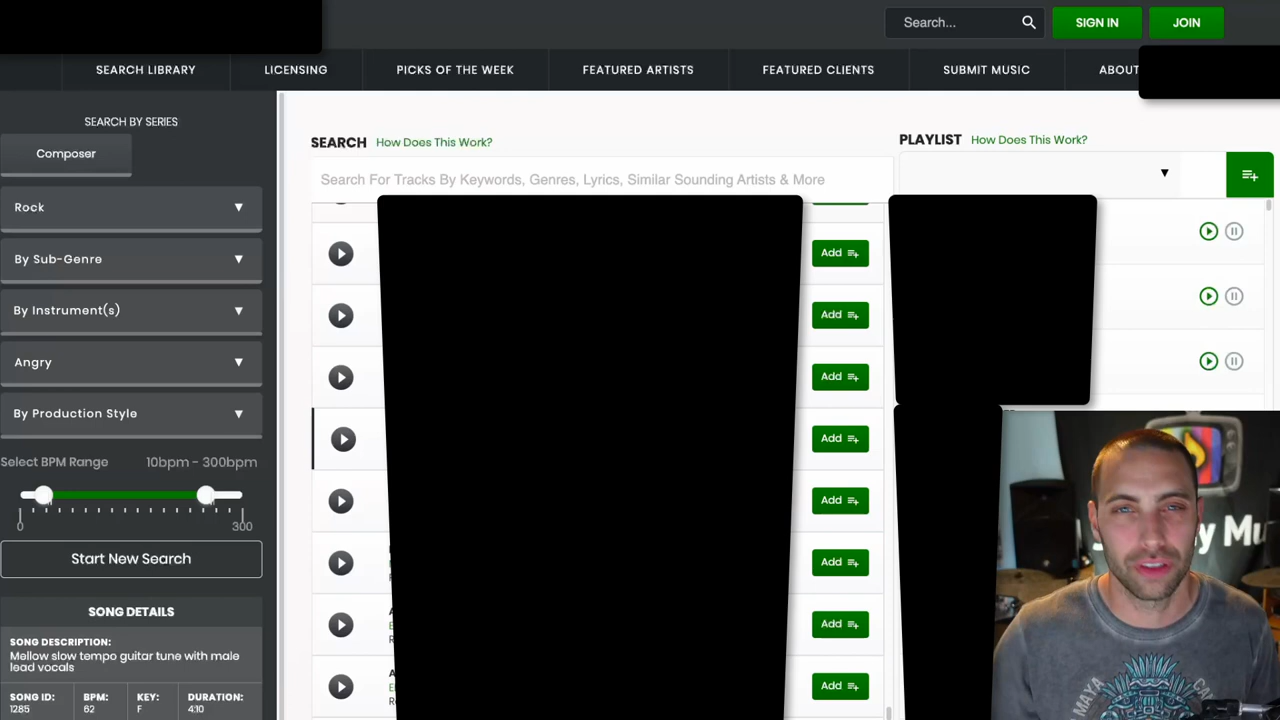 Search...
SIGN IN
JOIN
SEARCH LIBRARY
LICENSING
PICKS OF THE WEEK
FEATURED ARTISTS
FEATURED CLIENTS
SUBMIT MUSIC
ABOUT
SEARCH BY SERIES
Composer
Rock
By Sub-Genre
By Instrument(s)
Angry
By Production Style
Select BPM Range
10bpm - 300bpm
0
300
Start New Search
SONG DETAILS
SONG DESCRIPTION:
Mellow slow tempo guitar tune with male
lead vocals
SONG ID:
1285
BPM:
62
KEY:
F
DURATION:
4:10
SEARCH
How Does This Work?
Search For Tracks By Keywords, Genres, Lyrics, Similar Sounding Artists & More
Add
Add
Add
Add
Add
Add
Add
Add
PLAYLIST
How Does This Work?